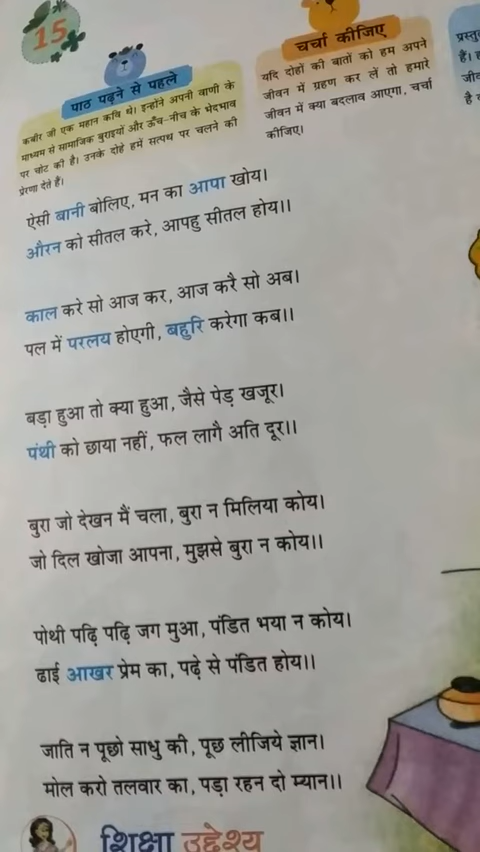 15
पाठ पढ़ने से पहले
कबीर जी एक महान कवि थे। इन्होंने अपनी वाणी के
माध्यम से सामाजिक बुराइयों और ऊँच-नीच के भेदभाव
पर चोट की है। उनके दोहे हमें सत्पथ पर चलने की
प्रेरणा देते हैं।
चर्चा कीजिए
यदि दोहों की बातों को हम अपने
जीवन में ग्रहण कर लें तो हमारे
जीवन में क्या बदलाव आएगा, चर्चा
कीजिए।
ऐसी बानी बोलिए, मन का आपा खोय।
औरन को सीतल करे, आपहु सीतल होय।।
काल करे सो आज कर, आज करै सो अब।
पल में परलय होएगी, बहुरि करेगा कब।।
बड़ा हुआ तो क्या हुआ, जैसे पेड़ खजूर।
पंथी को छाया नहीं, फल लागै अति दूर।।
बुरा जो देखन मैं चला, बुरा न मिलिया कोय।
जो दिल खोजा आपना, मुझसे बुरा न कोय।।
पोथी पढ़ि पढ़ि जग मुआ, पंडित भया न कोय।
ढाई आखर प्रेम का, पढ़े से पंडित होय।।
जाति न पूछो साधु की, पूछ लीजिये ज्ञान।
मोल करो तलवार का, पड़ा रहन दो म्यान।।
शिक्षा उद्देश्य